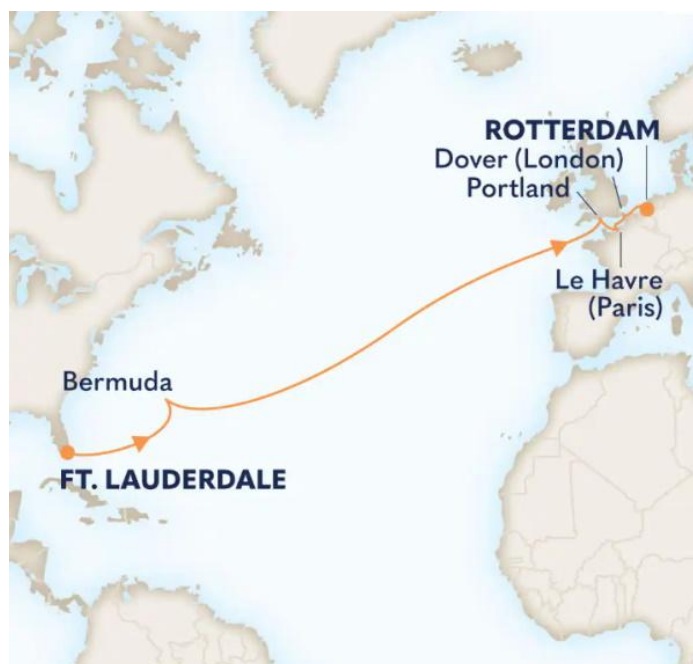 ROTTERDAM
Dover (London)
Portland
Le Havre
(Paris)
Bermuda
FT. LAUDERDALE